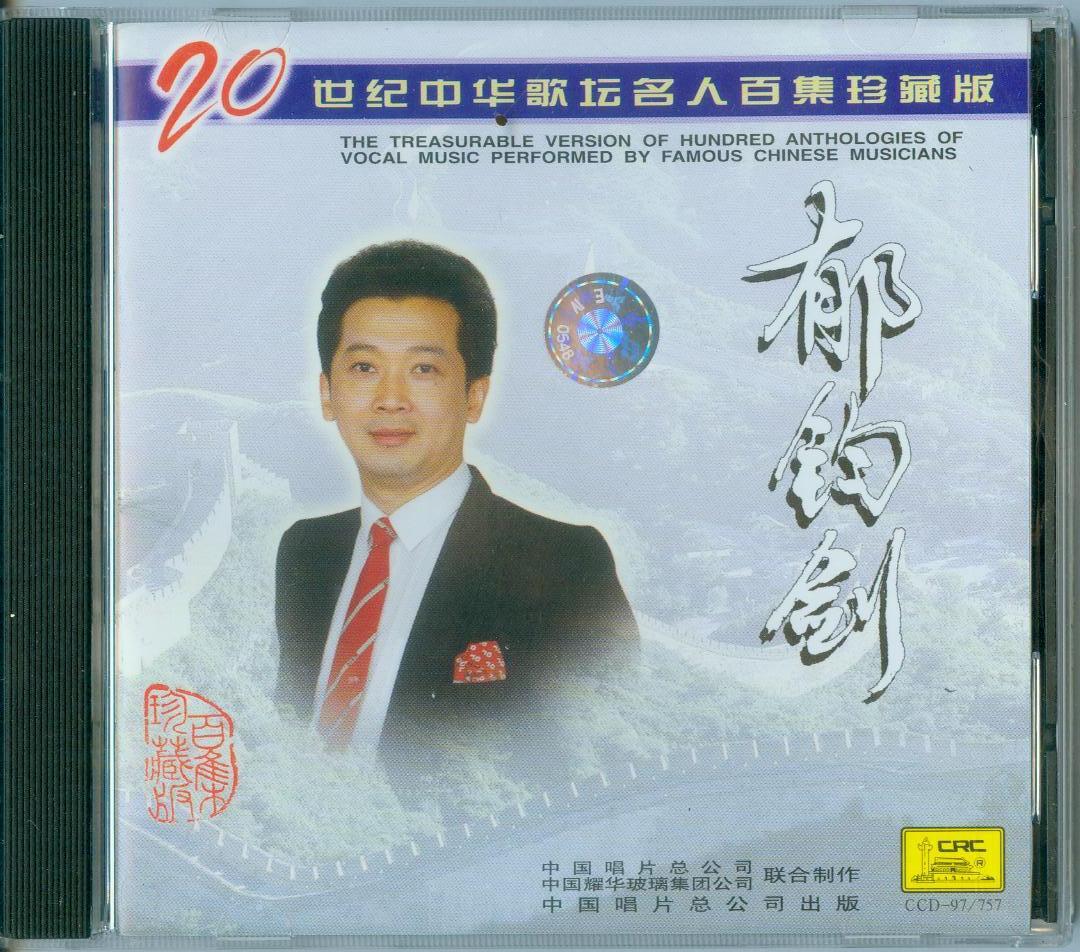 20世纪中华歌坛名人百集珍藏版
THE TREASURABLE VERSION OF HUNDRED ANTHOLOGIES OF
VOCAL MUSIC PERFORMED BY FAMOUS CHINESE MUSICIANS
郁钧剑
0548
百集
珍藏版
中国唱片总公司
中国耀华玻璃集团公司
联合制作
中国唱片总公司出版
CRC
®
CCD-97/757